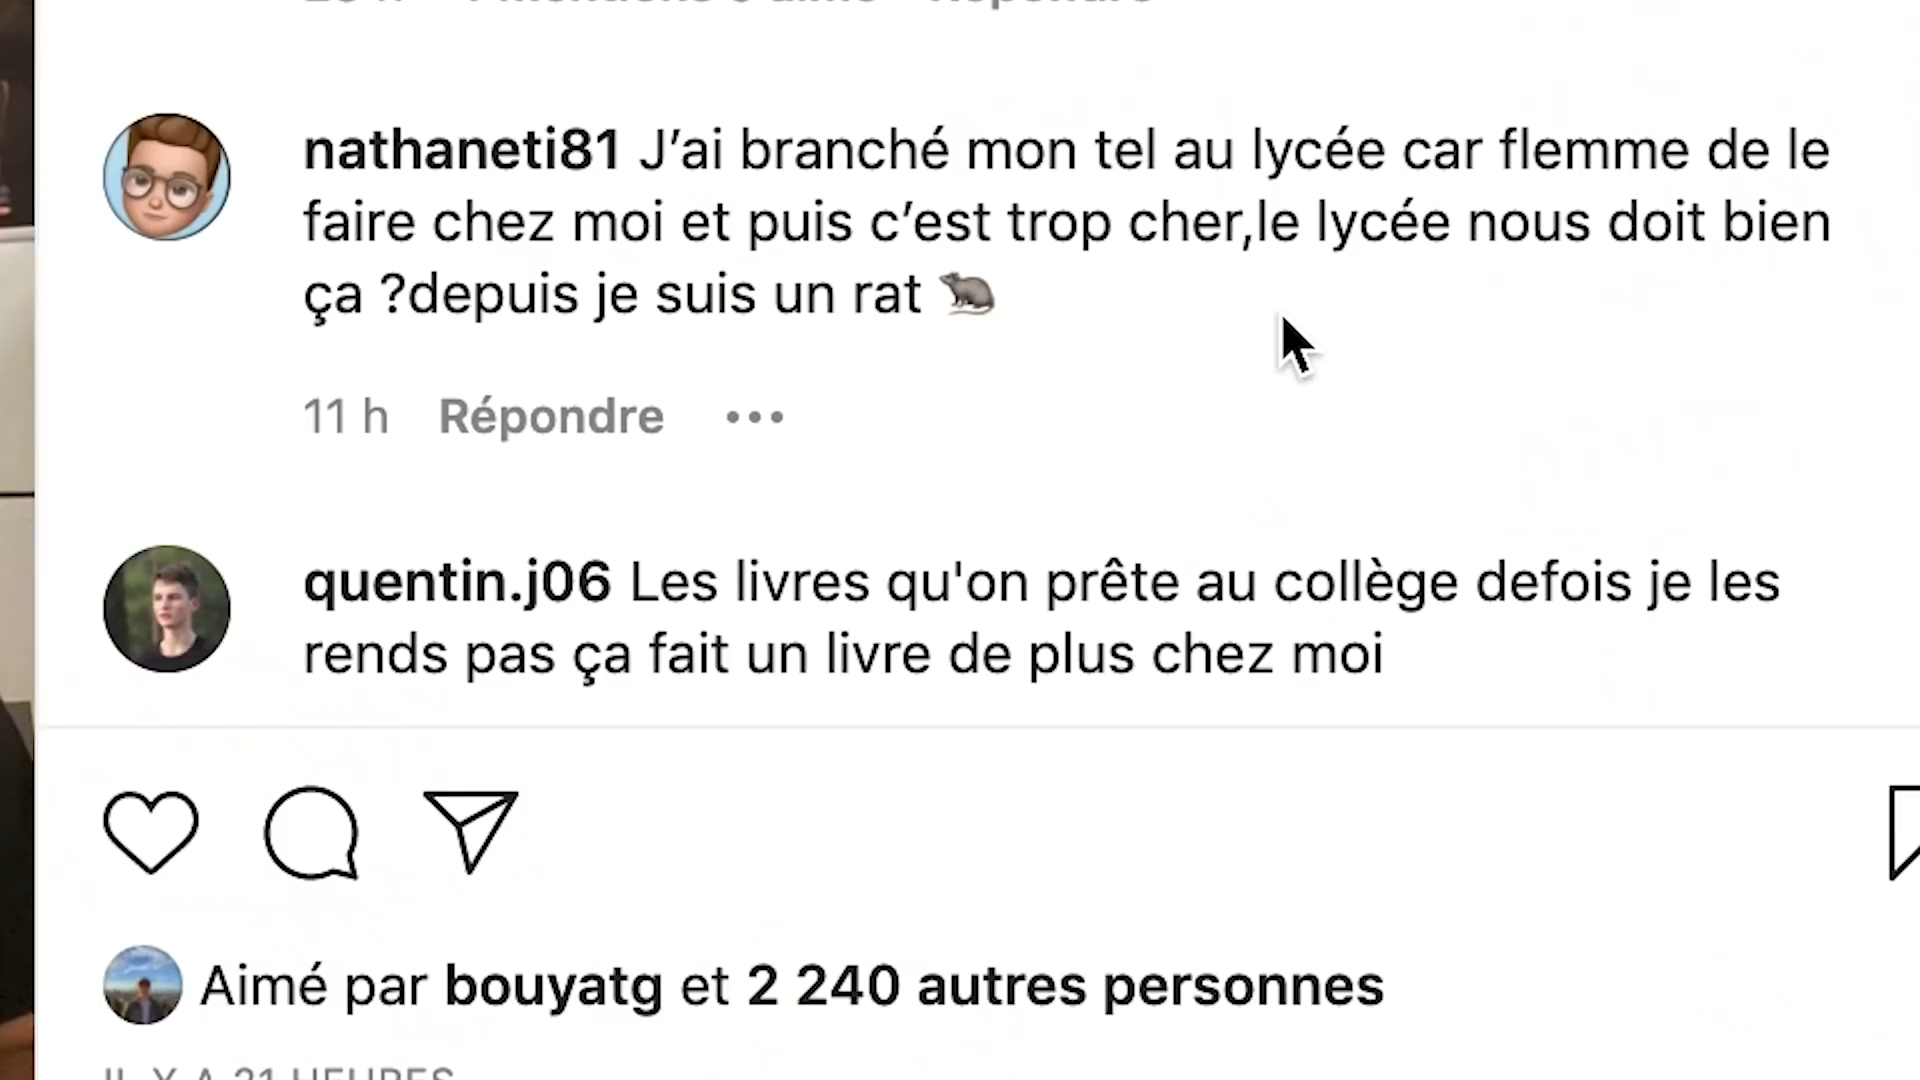 nathaneti81 J’ai branché mon tel au lycée car flemme de le
faire chez moi et puis c’est trop cher,le lycée nous doit bien
ça ?depuis je suis un rat 🐀
11 h Répondre •••
quentin.j06 Les livres qu'on prête au collège defois je les
rends pas ça fait un livre de plus chez moi
Aimé par bouyatg et 2 240 autres personnes
IL Y A 21 HEURES